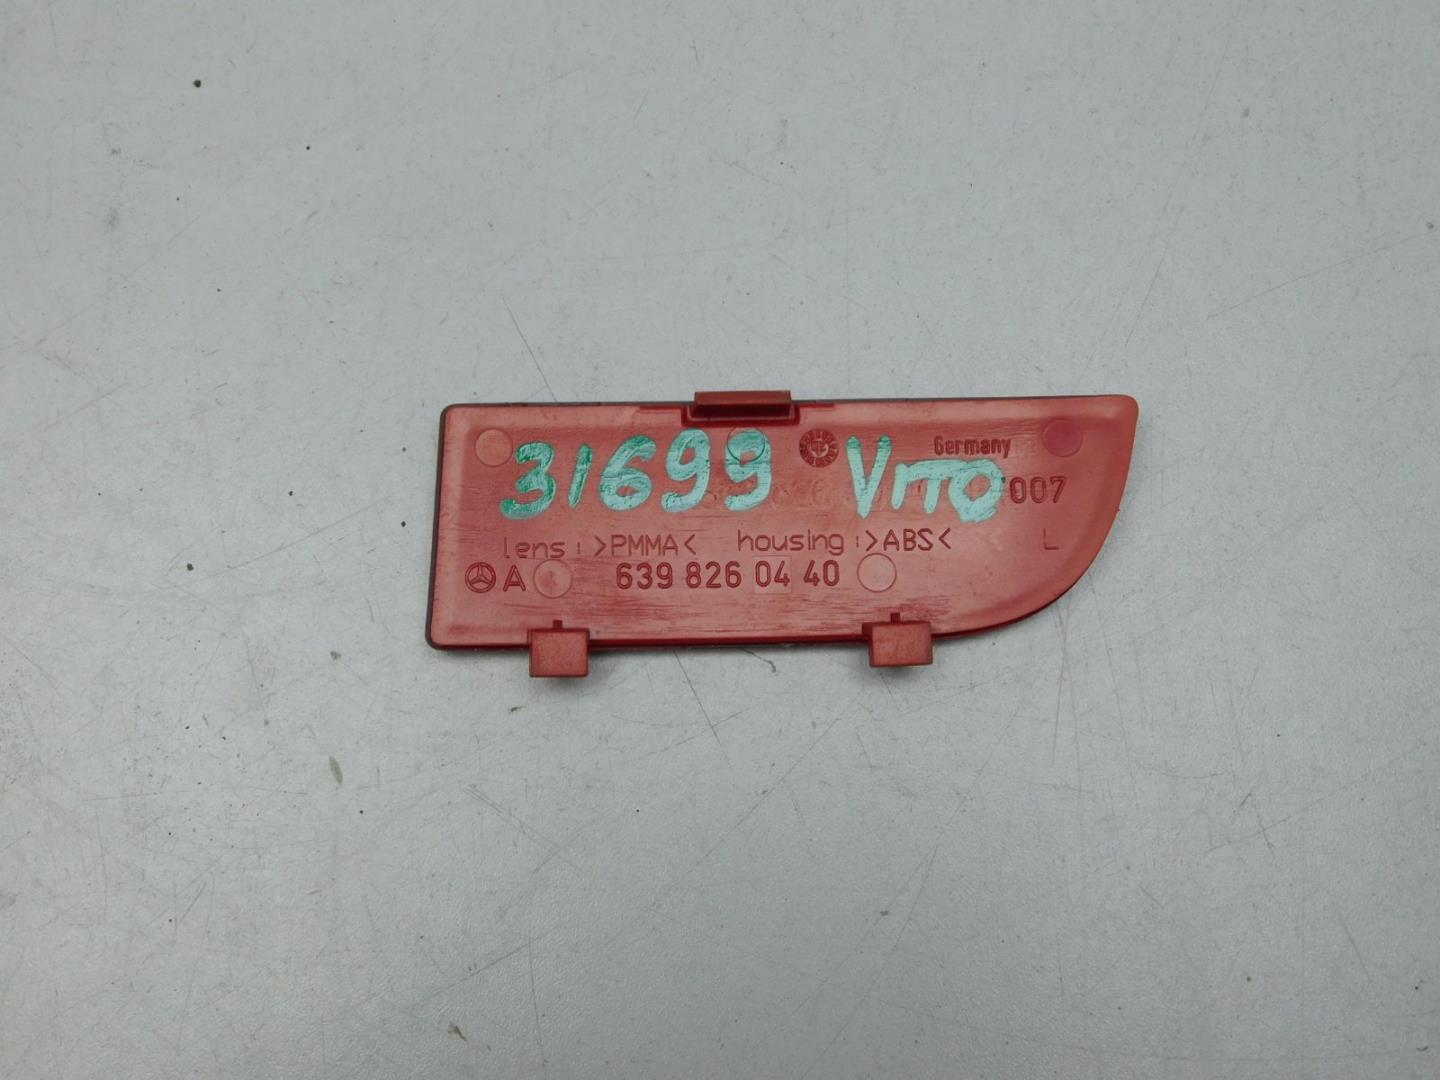 Germany
31699 VITO
007
lens:>PMMA< housing:>ABS< L
A 639 826 04 40